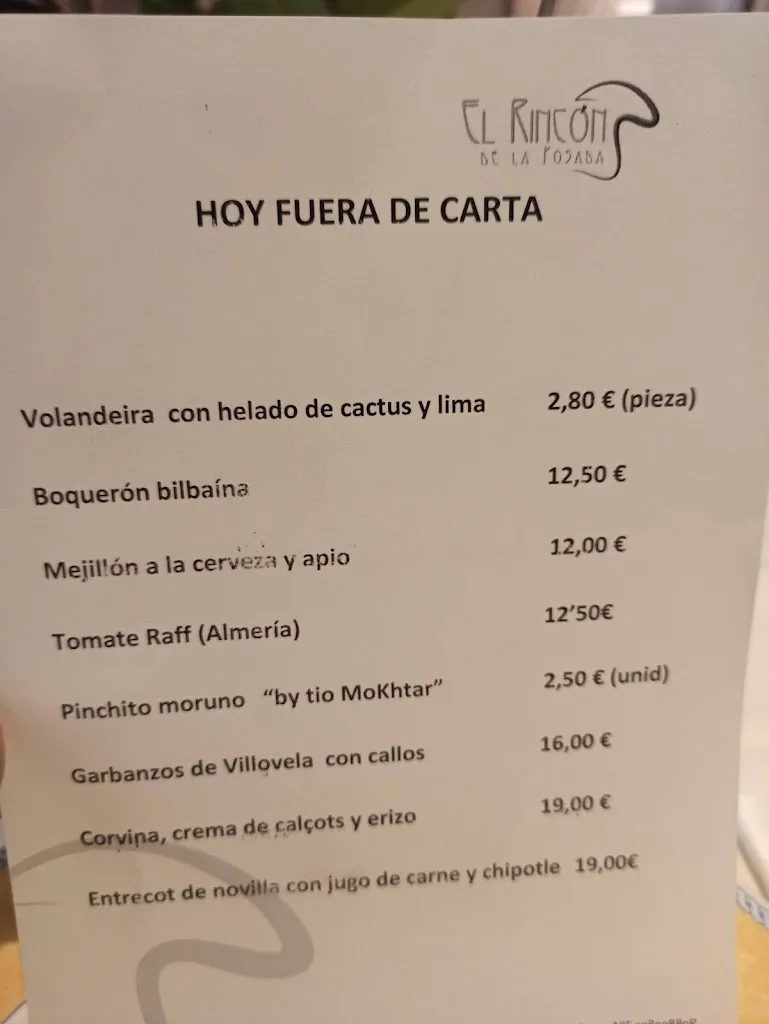 EL RINCÓN
DE LA POSADA
HOY FUERA DE CARTA
Volandeira con helado de cactus y lima 2,80 € (pieza)
Boquerón bilbaína 12,50 €
Mejillón a la cerveza y apio 12,00 €
Tomate Raff (Almería) 12’50€
Pinchito moruno “by tio MoKhtar” 2,50 € (unid)
Garbanzos de Villovela con callos 16,00 €
Corvina, crema de calçots y erizo 19,00 €
Entrecot de novilla con jugo de carne y chipotle 19,00€